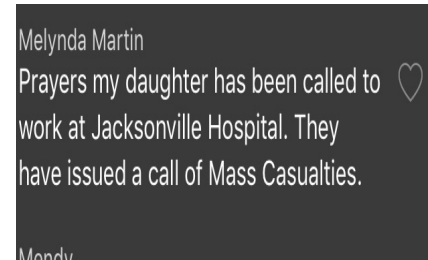 Melynda Martin
Prayers my daughter has been called to
work at Jacksonville Hospital. They
have issued a call of Mass Casualties.
Mendy